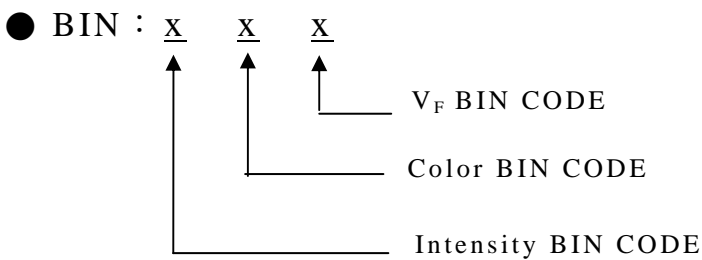 ● BIN：x x x
V_F BIN CODE
Color BIN CODE
Intensity BIN CODE